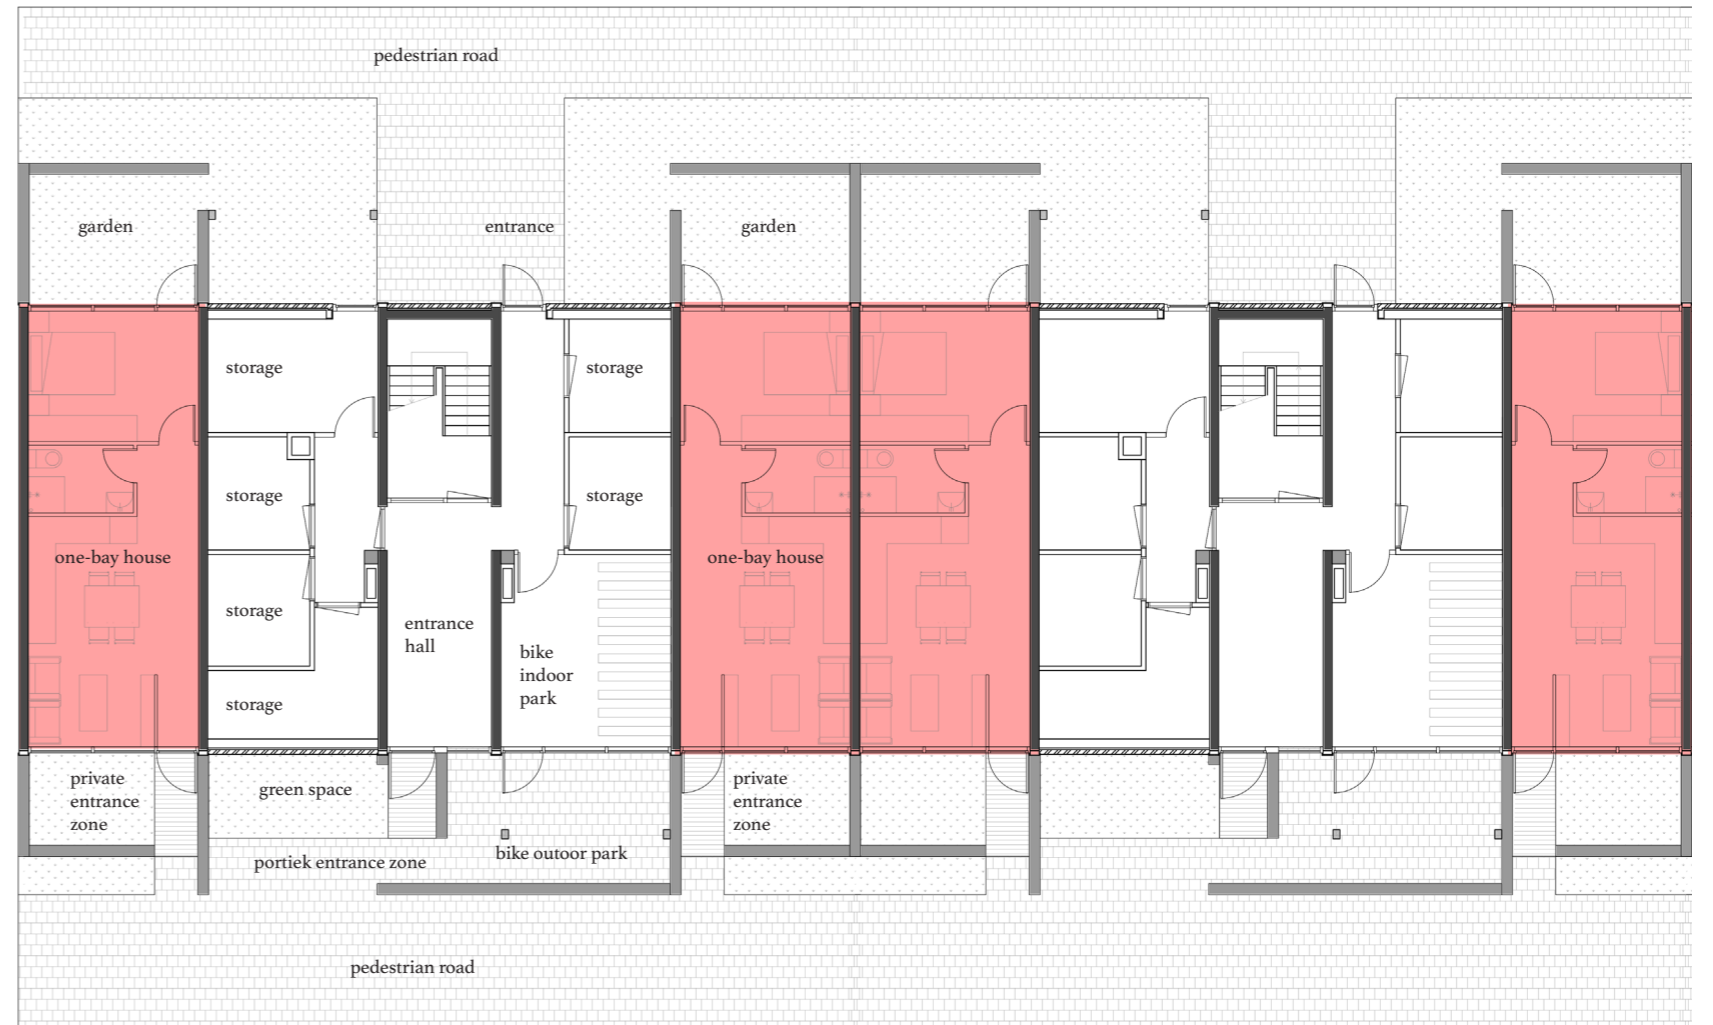 pedestrian road
garden
entrance
garden
storage
storage
storage
storage
one-bay house
one-bay house
storage
entrance
hall
bike
indoor
park
storage
private
entrance
zone
green space
private
entrance
zone
portiek entrance zone
bike outoor park
pedestrian road